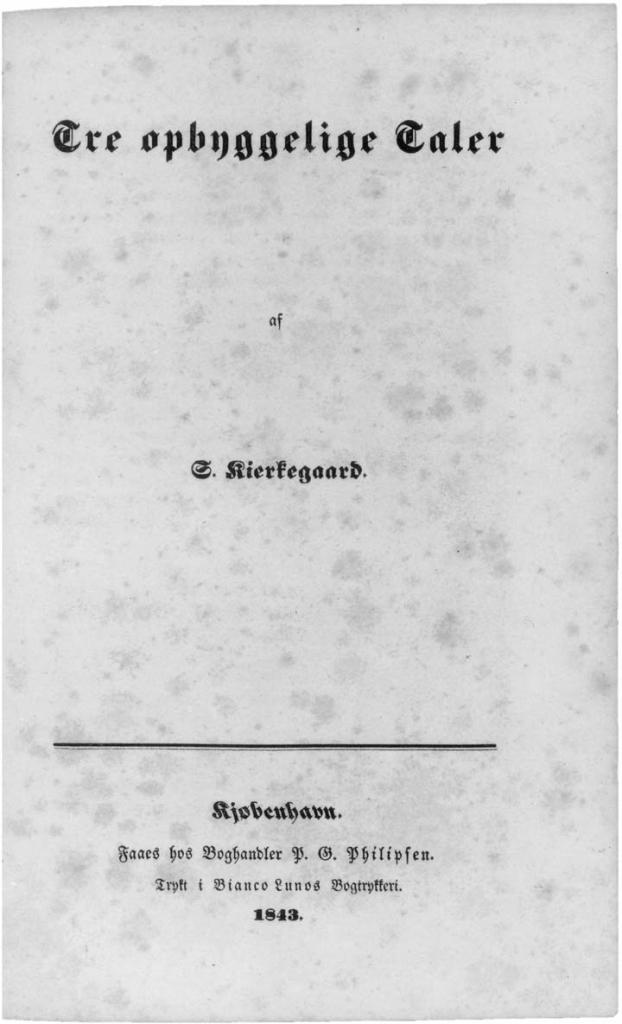 Tre opbyggelige Taler
af
S. Kierkegaard.
Kjøbenhavn.
Faaes hos Boghandler P. G. Philipsen.
Trykt i Bianco Lunos Bogtrykkeri.
1843.